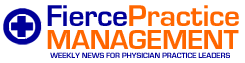 FiercePractice
MANAGEMENT
WEEKLY NEWS FOR PHYSICIAN PRACTICE LEADERS